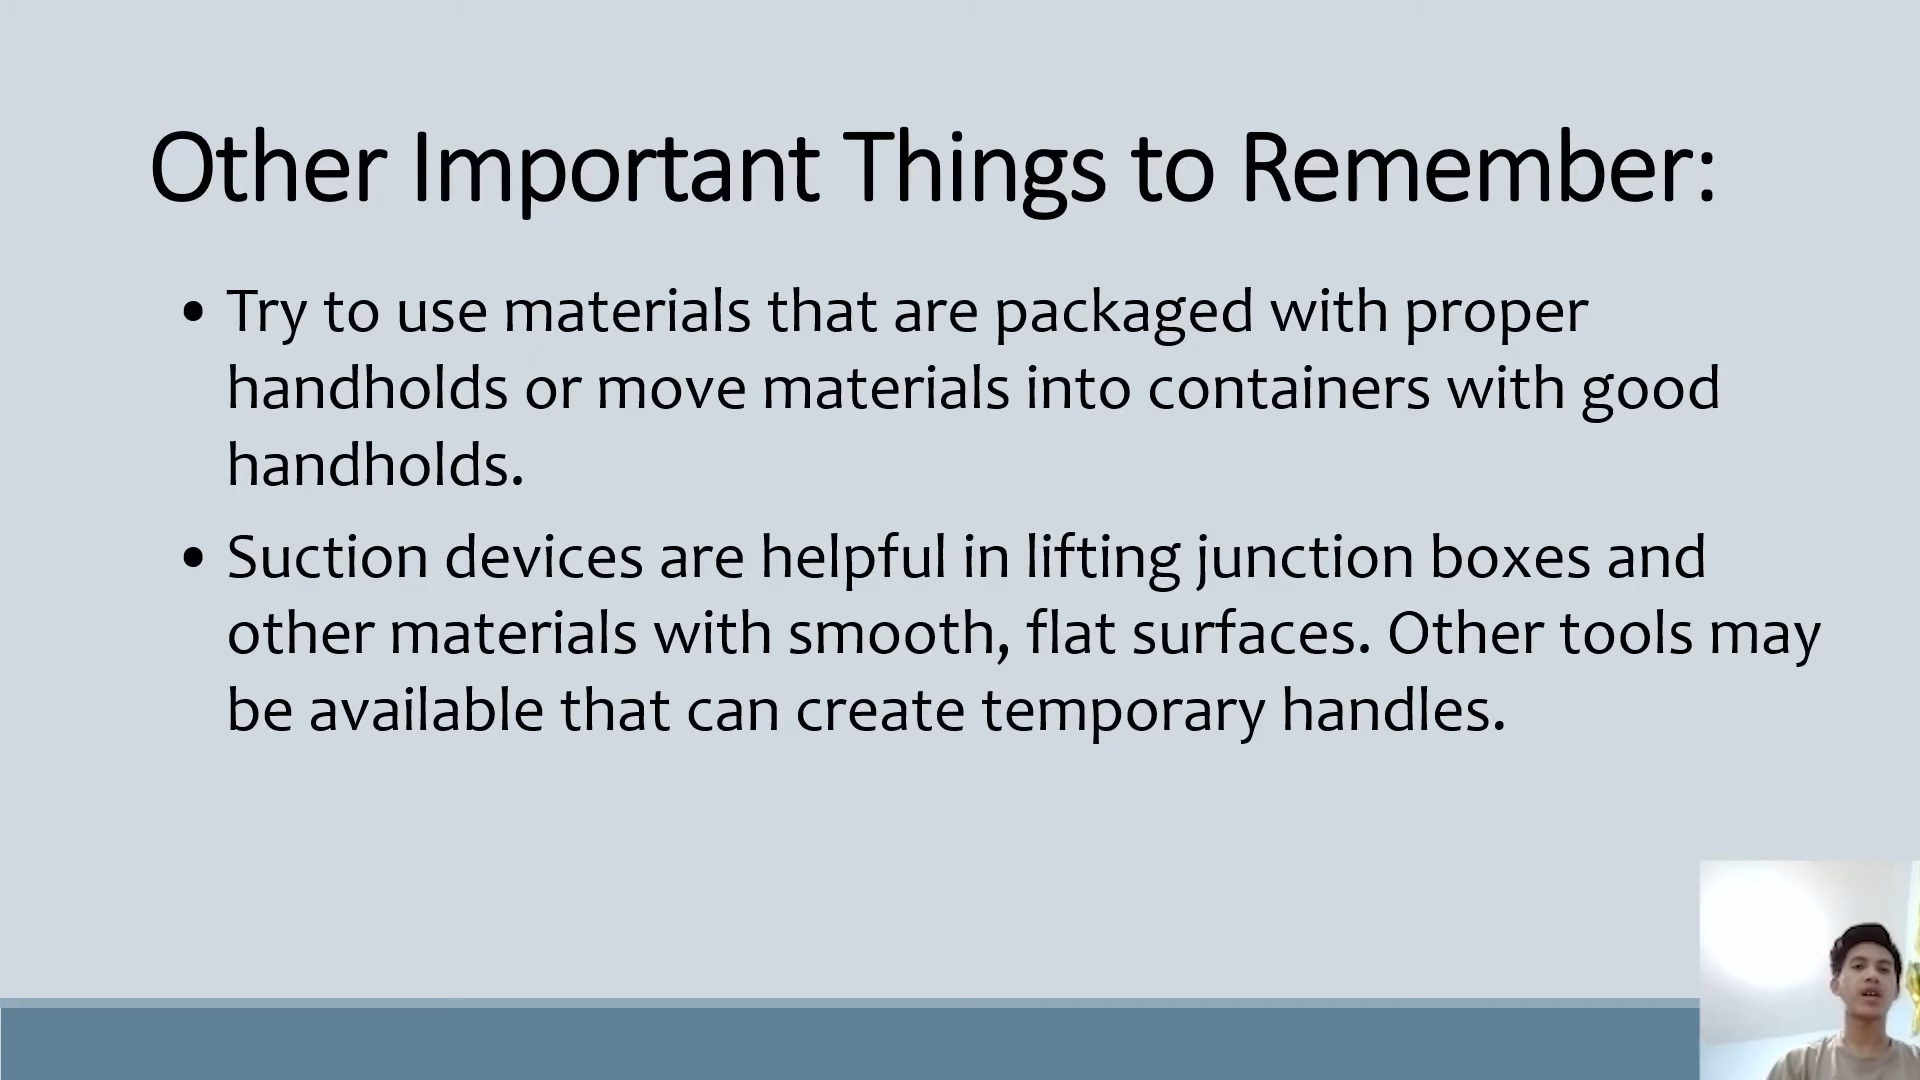 Other Important Things to Remember:
• Try to use materials that are packaged with proper
handholds or move materials into containers with good
handholds.
• Suction devices are helpful in lifting junction boxes and
other materials with smooth, flat surfaces. Other tools may
be available that can create temporary handles.